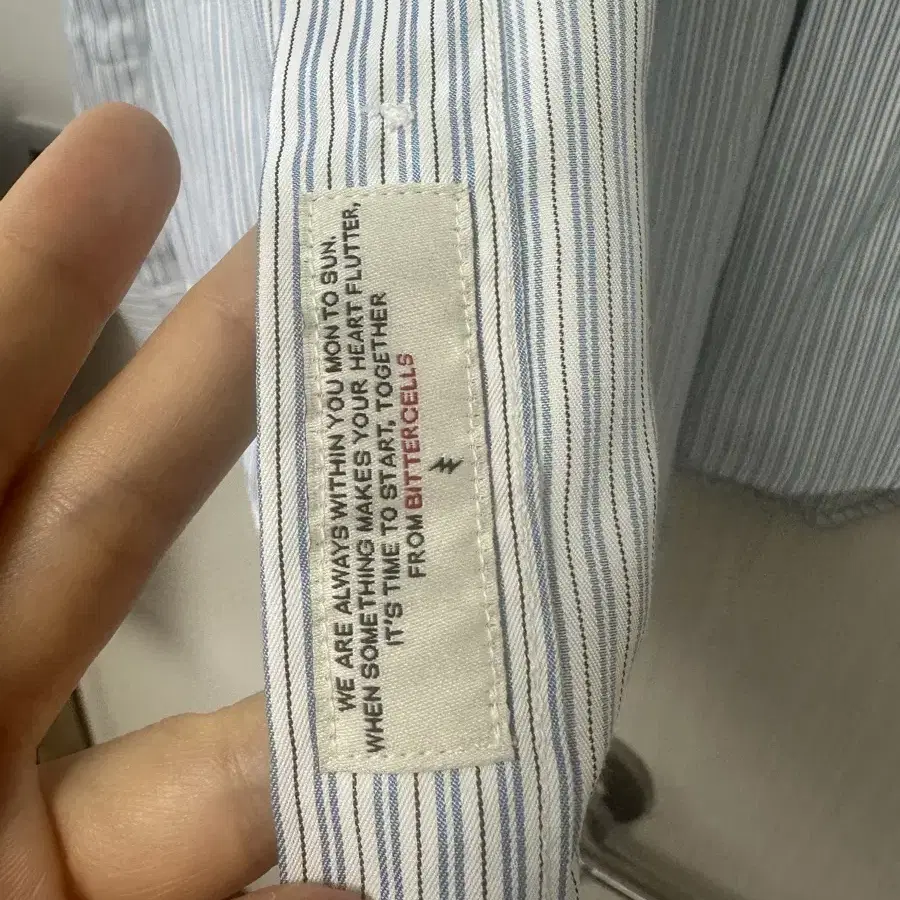 WE ARE ALWAYS WITHIN YOU MON TO SUN.
WHEN SOMETHING MAKES YOUR HEART FLUTTER,
IT'S TIME TO START, TOGETHER
FROM BITTERCELLS